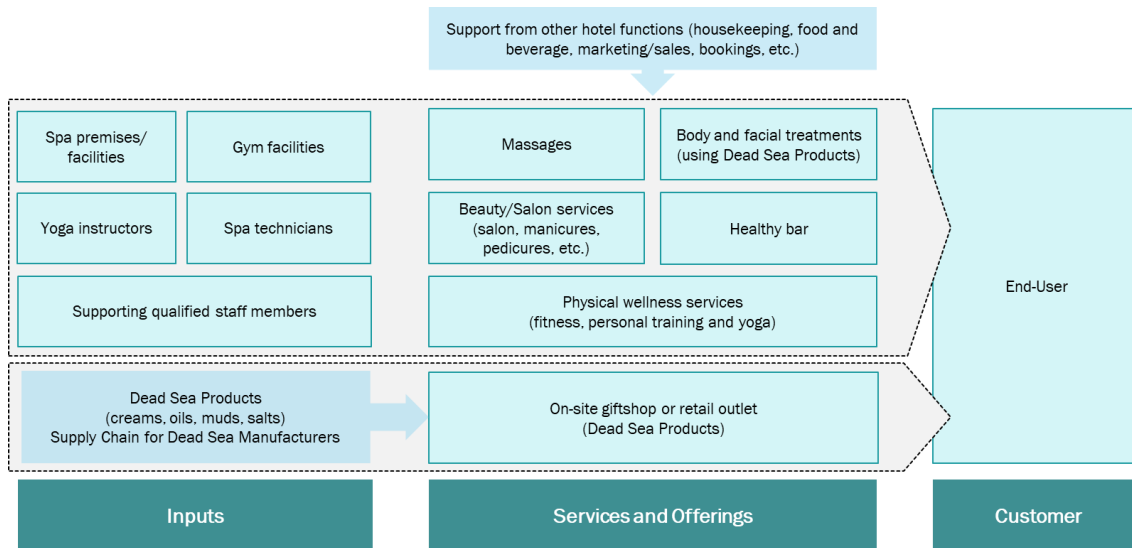 Support from other hotel functions (housekeeping, food and
beverage, marketing/sales, bookings, etc.)
Spa premises/
facilities
Gym facilities
Massages
Body and facial treatments
(using Dead Sea Products)
Yoga instructors
Spa technicians
Beauty/Salon services
(salon, manicures,
pedicures, etc.)
Healthy bar
End-User
Supporting qualified staff members
Physical wellness services
(fitness, personal training and yoga)
Dead Sea Products
(creams, oils, muds, salts)
Supply Chain for Dead Sea Manufacturers
On-site giftshop or retail outlet
(Dead Sea Products)
Inputs
Services and Offerings
Customer